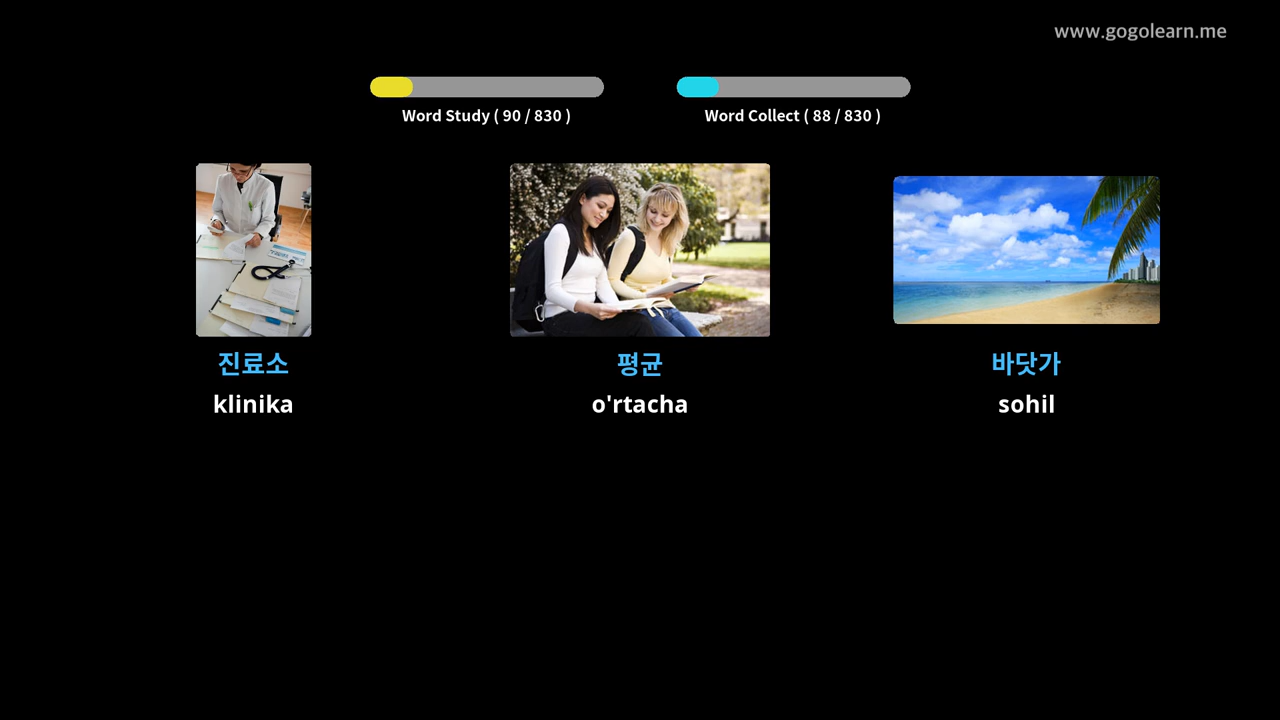 www.gogolearn.me
Word Study ( 90 / 830 )
Word Collect ( 88 / 830 )
진료소
klinika
평균
o'rtacha
바닷가
sohil